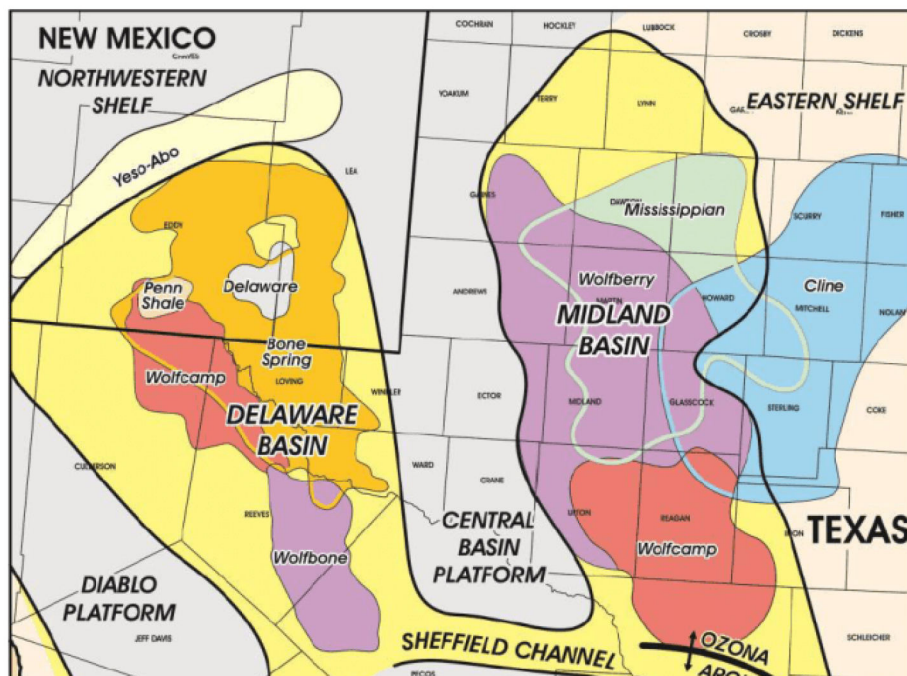 COCHRAN
HOCKLEY
LUBBOCK
CROSBY
DICKENS
NEW MEXICO
NORTHWESTERN
SHELF
YOAKUM
TERRY
LYNN
EASTERN SHELF
Yeso-Abo
LEA
GAINES
DAWSON
Mississippian
SCURRY
FISHER
EDDY
Penn
Shale
Delaware
ANDREWS
Wolfberry
MARTIN
HOWARD
Cline
MITCHELL
NOLAN
MIDLAND
BASIN
Bone
Spring
Wolfcamp
LOVING
WINKLER
ECTOR
MIDLAND
GLASSCOCK
STERLING
COKE
DELAWARE
BASIN
CULBERSON
WARD
CRANE
REEVES
UPTON
REAGAN
IRION
TEXAS
CENTRAL
BASIN
PLATFORM
Wolfcamp
Wolfbone
DIABLO
PLATFORM
JEFF DAVIS
SHEFFIELD CHANNEL
OZONA
SCHLEICHER
PECOS